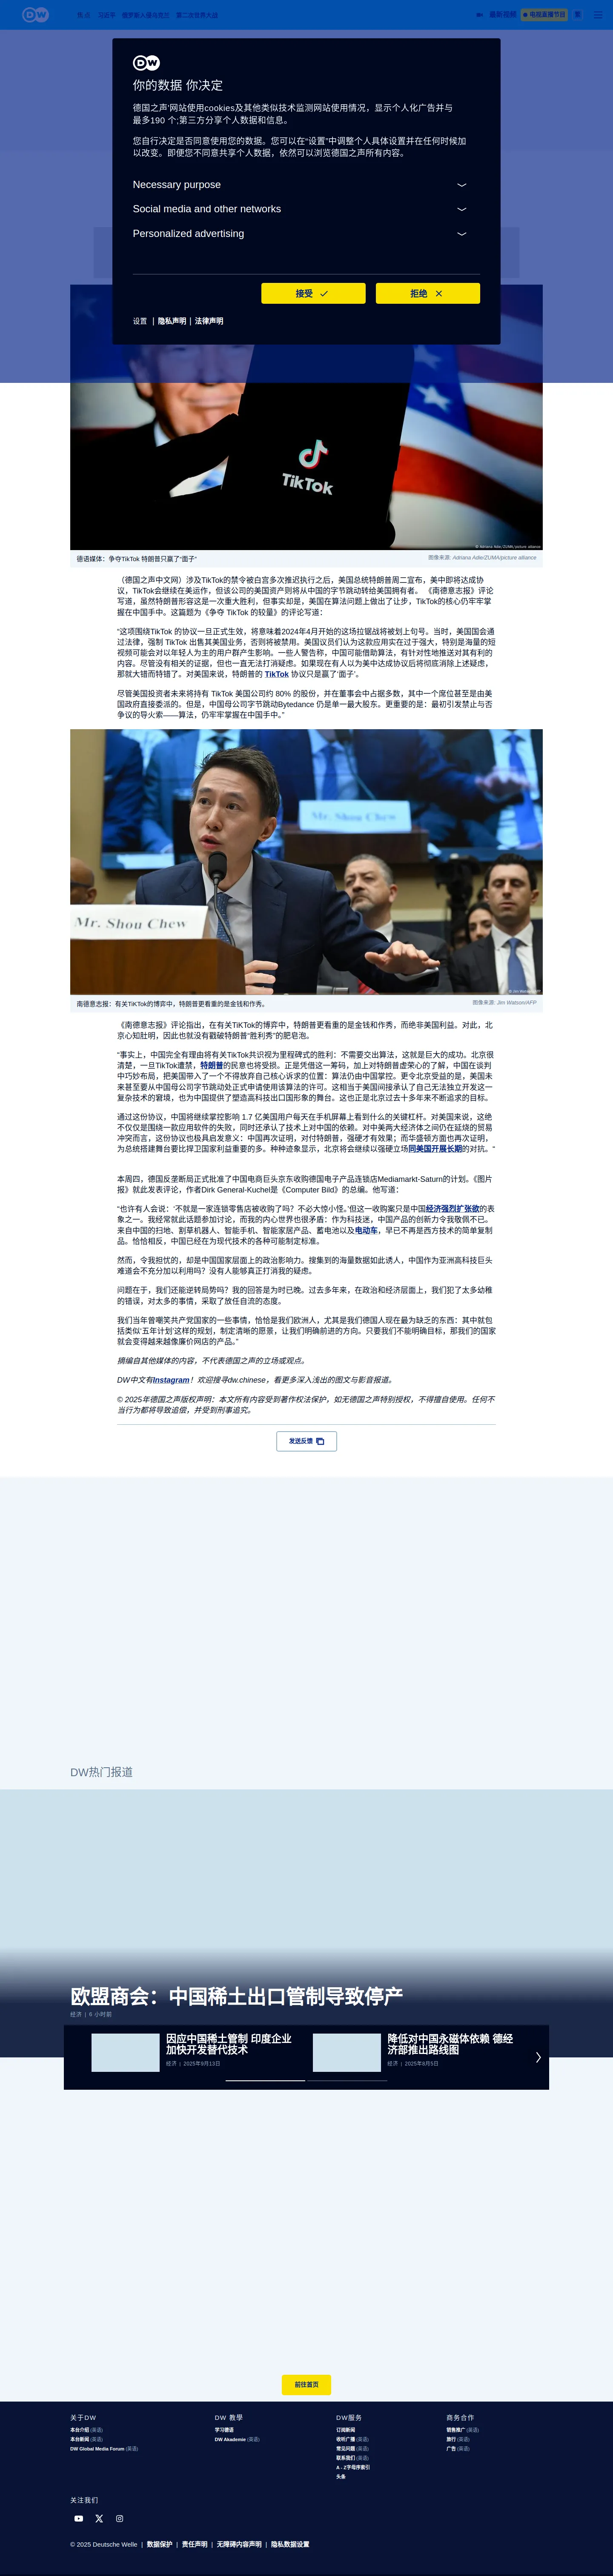 DW
焦 点
习近平
俄罗斯入侵乌克兰
第二次世界大战
最新视频
电视直播节目
繁
DW
你的数据 你决定
德国之声'网站使用cookies及其他类似技术监测网站使用情况，显示个人化广告并与
最多190 个;第三方分享个人数据和信息。
您自行决定是否同意使用您的数据。您可以在“设置”中调整个人具体设置并在任何时候加
以改变。即便您不同意共享个人数据，依然可以浏览德国之声所有内容。
Necessary purpose
Social media and other networks
Personalized advertising
接受
拒绝
设置 | 隐私声明 | 法律声明
TikTok
© Adriana Adie/ZUMA/picture alliance
德语媒体：争夺TikTok 特朗普只赢了“面子”
图像来源: Adriana Adie/ZUMA/picture alliance
（德国之声中文网）涉及TikTok的禁令被白宫多次推迟执行之后，美国总统特朗普周二宣布，美中即将达成协
议，TikTok会继续在美运作，但该公司的美国资产则将从中国的字节跳动转给美国拥有者。《南德意志报》评论
写道，虽然特朗普形容这是一次重大胜利，但事实却是，美国在算法问题上做出了让步，TikTok的核心仍牢牢掌
握在中国手中。这篇题为《争夺 TikTok 的较量》的评论写道：
“这项围绕TikTok 的协议一旦正式生效，将意味着2024年4月开始的这场拉锯战将被划上句号。当时，美国国会通
过法律，强制 TikTok 出售其美国业务，否则将被禁用。美国议员们认为这款应用实在过于强大，特别是海量的短
视频可能会对以年轻人为主的用户群产生影响。一些人警告称，中国可能借助算法，有针对性地推送对其有利的
内容。尽管没有相关的证据，但也一直无法打消疑虑。如果现在有人以为美中达成协议后将彻底消除上述疑虑，
那就大错而特错了。对美国来说，特朗普的 TikTok 协议只是赢了‘面子’。
尽管美国投资者未来将持有 TikTok 美国公司约 80% 的股份，并在董事会中占据多数，其中一个席位甚至是由美
国政府直接委派的。但是，中国母公司字节跳动Bytedance 仍是单一最大股东。更重要的是：最初引发禁止与否
争议的导火索——算法，仍牢牢掌握在中国手中。”
Mr. Shou Chew
© Jim Watson/AFP
南德意志报：有关TiKTok的博弈中，特朗普更看重的是金钱和作秀。
图像来源: Jim Watson/AFP
《南德意志报》评论指出，在有关TiKTok的博弈中，特朗普更看重的是金钱和作秀，而绝非美国利益。对此，北
京心知肚明，因此也就没有戳破特朗普“胜利秀”的肥皂泡。
“事实上，中国完全有理由将有关TikTok共识视为里程碑式的胜利：不需要交出算法，这就是巨大的成功。北京很
清楚，一旦TikTok遭禁，特朗普的民意也将受损。正是凭借这一筹码，加上对特朗普虚荣心的了解，中国在谈判
中巧妙布局，把美国带入了一个不得放弃自己核心诉求的位置：算法仍由中国掌控。更令北京受益的是，美国未
来甚至要从中国母公司字节跳动处正式申请使用该算法的许可。这相当于美国间接承认了自己无法独立开发这一
复杂技术的窘境，也为中国提供了塑造高科技出口国形象的舞台。这也正是北京过去十多年来不断追求的目标。
通过这份协议，中国将继续掌控影响 1.7 亿美国用户每天在手机屏幕上看到什么的关键杠杆。对美国来说，这绝
不仅仅是围绕一款应用软件的失败，同时还承认了技术上对中国的依赖。对中美两大经济体之间仍在延烧的贸易
冲突而言，这份协议也极具启发意义：中国再次证明，对付特朗普，强硬才有效果；而华盛顿方面也再次证明，
为总统搭建舞台要比捍卫国家利益重要的多。种种迹象显示，北京将会继续以强硬立场同美国开展长期的对抗。”
本周四，德国反垄断局正式批准了中国电商巨头京东收购德国电子产品连锁店Mediamarkt-Saturn的计划。《图片
报》就此发表评论，作者Dirk General-Kuchel是《Computer Bild》的总编。他写道：
“也许有人会说：‘不就是一家连锁零售店被收购了吗？不必大惊小怪。’但这一收购案只是中国经济强烈扩张欲的表
象之一。我经常就此话题参加讨论，而我的内心世界也很矛盾：作为科技迷，中国产品的创新力令我敬佩不已。
来自中国的扫地、割草机器人、智能手机、智能家居产品、蓄电池以及电动车，早已不再是西方技术的简单复制
品。恰恰相反，中国已经在为现代技术的各种可能制定标准。
然而，令我担忧的，却是中国国家层面上的政治影响力。搜集到的海量数据如此诱人，中国作为亚洲高科技巨头
难道会不充分加以利用吗？没有人能够真正打消我的疑虑。
问题在于，我们还能逆转局势吗？我的回答是为时已晚。过去多年来，在政治和经济层面上，我们犯了太多幼稚
的错误，对太多的事情，采取了放任自流的态度。
我们当年曾嘲笑共产党国家的一些事情，恰恰是我们欧洲人，尤其是我们德国人现在最为缺乏的东西：其中就包
括类似‘五年计划’这样的规划，制定清晰的愿景，让我们明确前进的方向。只要我们不能明确目标，那我们的国家
就会变得越来越像廉价网店的产品。”
摘编自其他媒体的内容，不代表德国之声的立场或观点。
DW中文有Instagram！欢迎搜寻dw.chinese，看更多深入浅出的图文与影音报道。
© 2025年德国之声版权声明：本文所有内容受到著作权法保护，如无德国之声特别授权，不得擅自使用。任何不
当行为都将导致追偿，并受到刑事追究。
发送反馈
DW热门报道
欧盟商会：中国稀土出口管制导致停产
经济 | 6 小时前
因应中国稀土管制 印度企业
加快开发替代技术
经济 | 2025年9月13日
降低对中国永磁体依赖 德经
济部推出路线图
经济 | 2025年8月5日
前往首页
关于DW
本台介绍 (英语)
本台新闻 (英语)
DW Global Media Forum (英语)
DW 教學
学习德语
DW Akademie (英语)
DW服务
订阅新闻
收听广播 (英语)
常见问题 (英语)
联系我们 (英语)
A - Z字母序索引
头条
商务合作
销售推广 (英语)
旅行 (英语)
广告 (英语)
关注我们
© 2025 Deutsche Welle | 数据保护 | 责任声明 | 无障碍内容声明 | 隐私数据设置